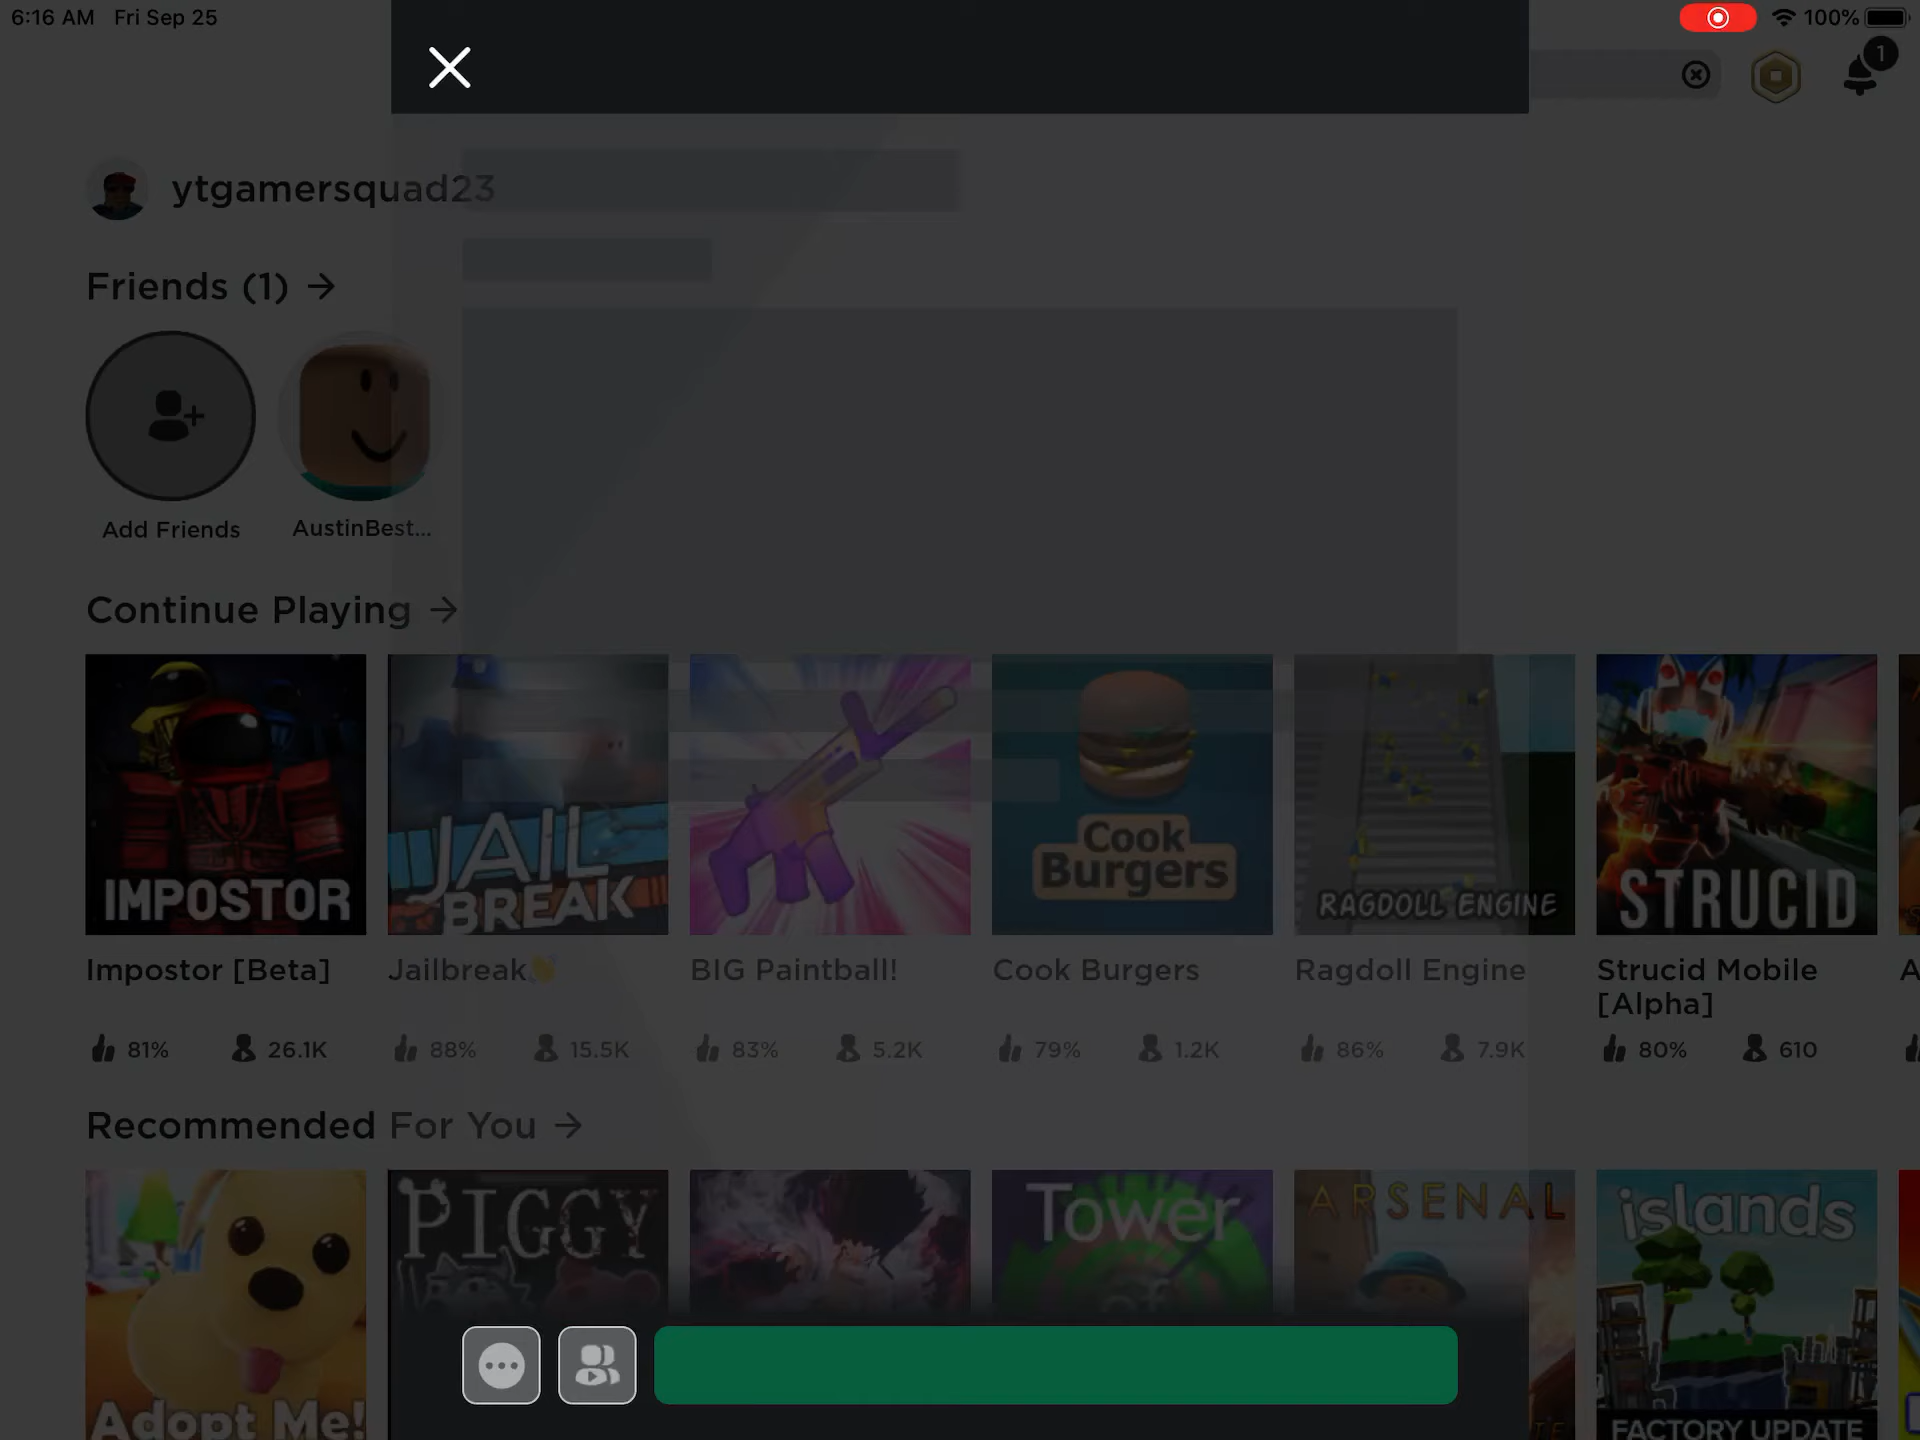 6:16 AM Fri Sep 25
100%
1
ytgamersquad23
Friends (1)
Add Friends
AustinBest...
Continue Playing
IMPOSTOR
JAIL
BREAK
Cook
Burgers
RAGDOLL ENGINE
STRUCID
Impostor [Beta]
Jailbreak👋
BIG Paintball!
Cook Burgers
Ragdoll Engine
Strucid Mobile
[Alpha]
A
81% 26.1K
88% 15.5K
83% 5.2K
79% 1.2K
86% 7.9K
80% 610
Recommended For You
Adopt Me!
PIGGY
Tower
of
ARSENAL
islands
FACTORY UPDATE